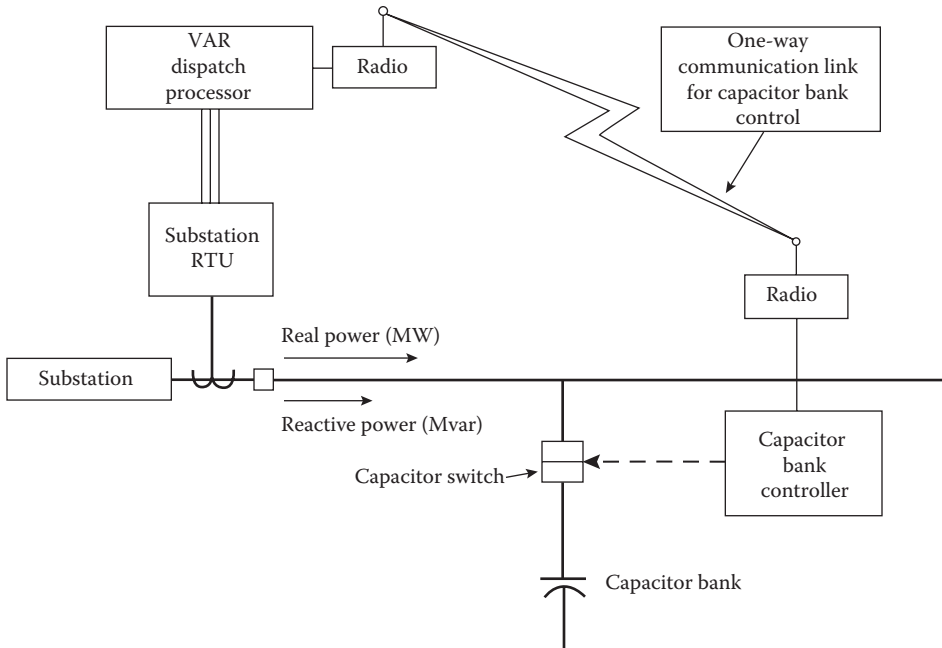 VAR
dispatch
processor
Radio
One-way
communication link
for capacitor bank
control
Substation
RTU
Radio
Real power (MW)
Substation
Reactive power (Mvar)
Capacitor switch
Capacitor
bank
controller
Capacitor bank